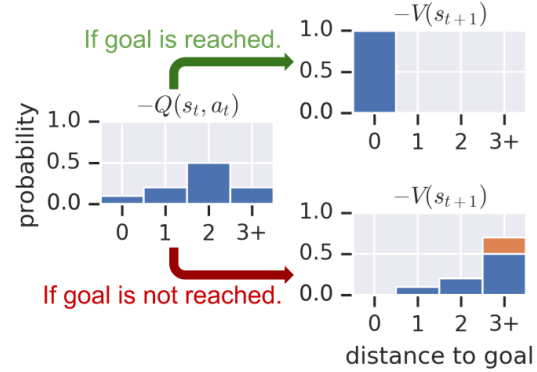 If goal is reached.
$-V(s_{t+1})$
1.0
0.5
0.0
0 1 2 3+
$-Q(s_t, a_t)$
probability
1.0
0.5
0.0
0 1 2 3+
If goal is not reached.
$-V(s_{t+1})$
1.0
0.5
0.0
0 1 2 3+
distance to goal